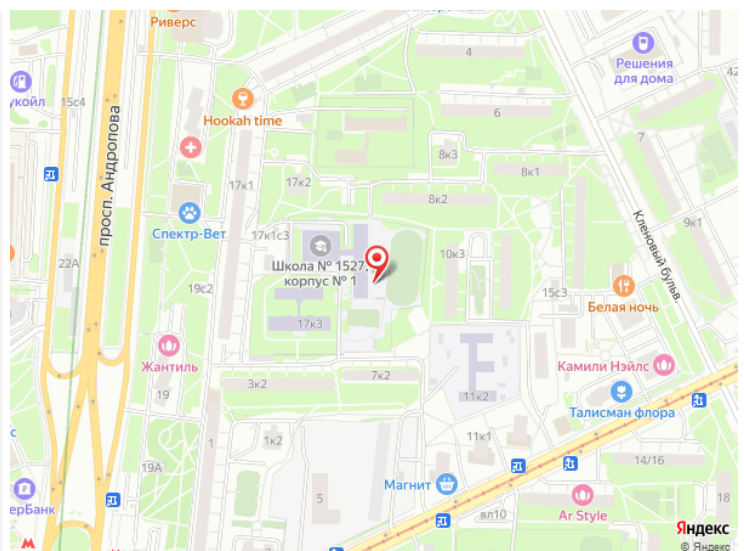 Риверс
4
Решения
для дома
42
15с4
Hookah time
6
7
просп. Андропова
8к3
8к1
17к1
17к2
8к2
9к1
Спектр-Вет
17к1с3
Кленовый бульв.
Школа № 1527,
корпус № 1
10к3
22А
19с2
15с3
Белая ночь
17к3
Жантиль
Камили Нэйлс
3к2
7к2
19
11к2
Талисман флора
1
1к2
11к1
19А
14/16
Магнит
5
вл10
Ar Style
18
Яндекс
© Яндекс